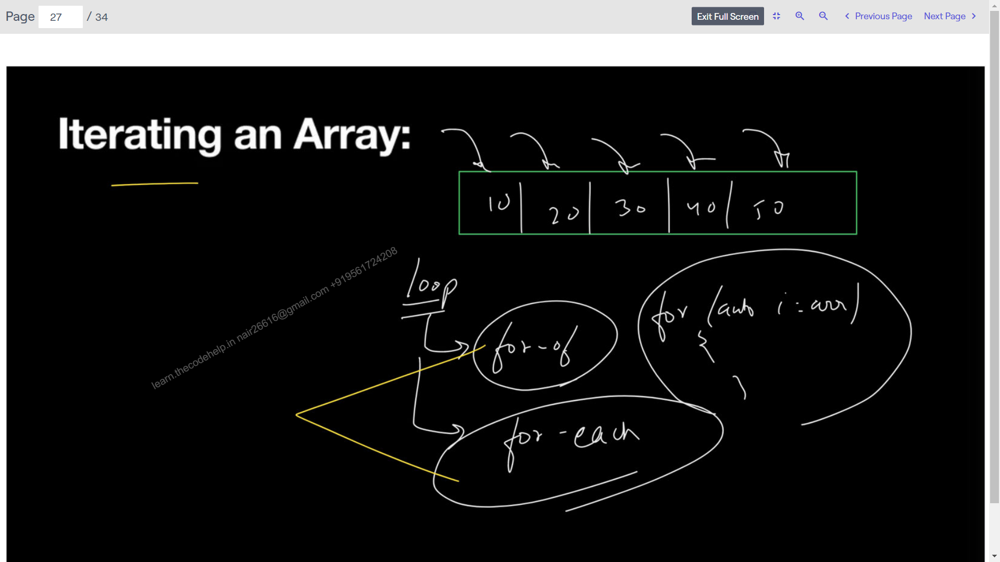 Page 27 / 34 Exit Full Screen Previous Page Next Page
Iterating an Array:
10 20 30 40 50
learn.thecodehelp.in nair26616@gmail.com +919561724208
loop
for-of
for (auto i : arr)
{
}
for-each